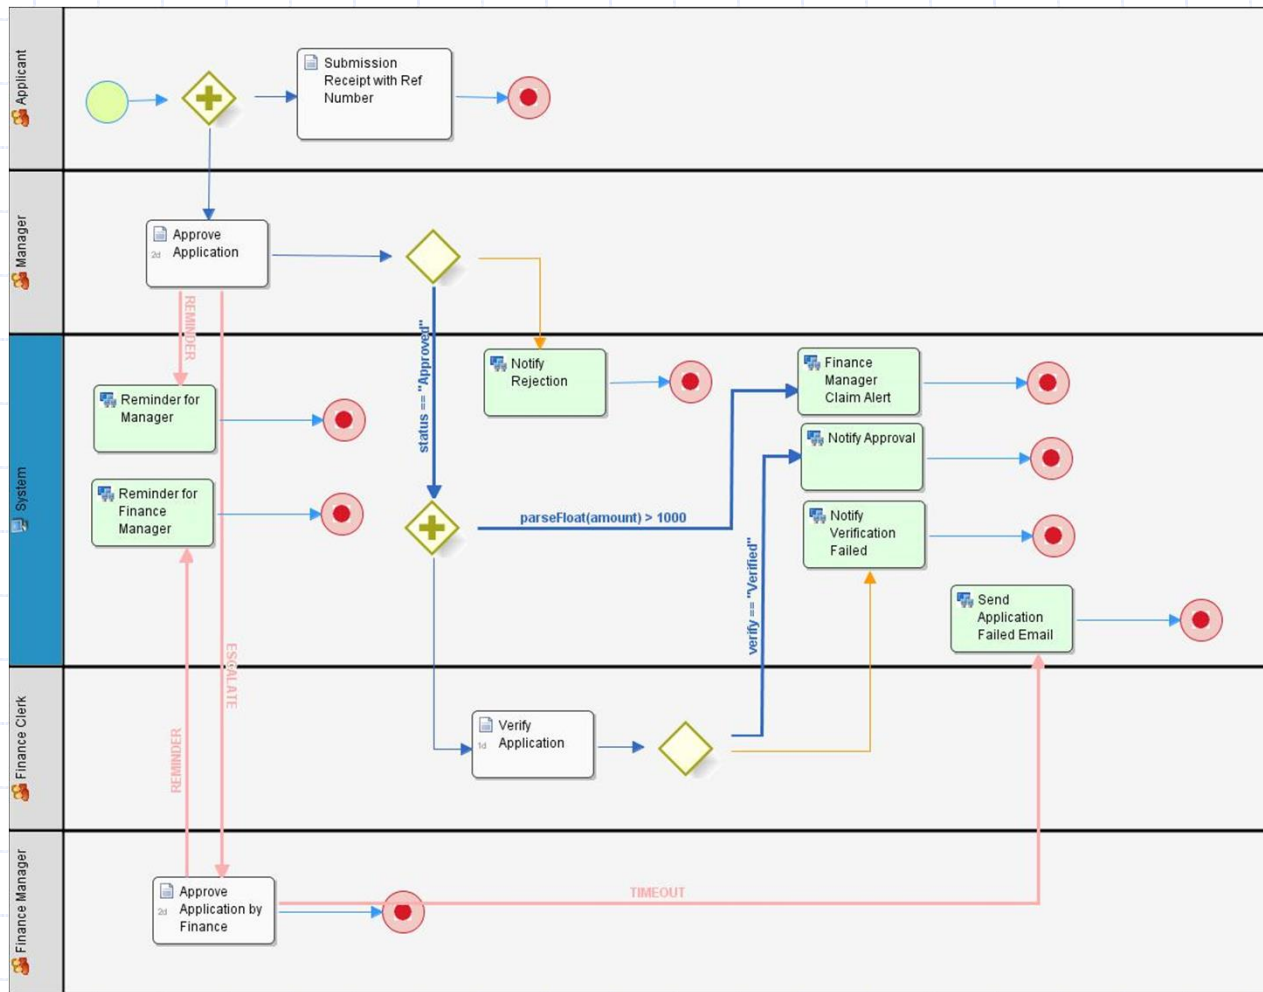 Applicant
Submission
Receipt with Ref
Number
Manager
Approve
Application
2d
REMINDER
status == "Approved"
System
Notify
Rejection
Finance
Manager
Claim Alert
Reminder for
Manager
Notify Approval
Reminder for
Finance
Manager
parseFloat(amount) > 1000
Notify
Verification
Failed
verify == "Verified"
Send
Application
Failed Email
ESCALATE
Finance Clerk
Verify
Application
1d
REMINDER
Finance Manager
Approve
Application by
Finance
2d
TIMEOUT